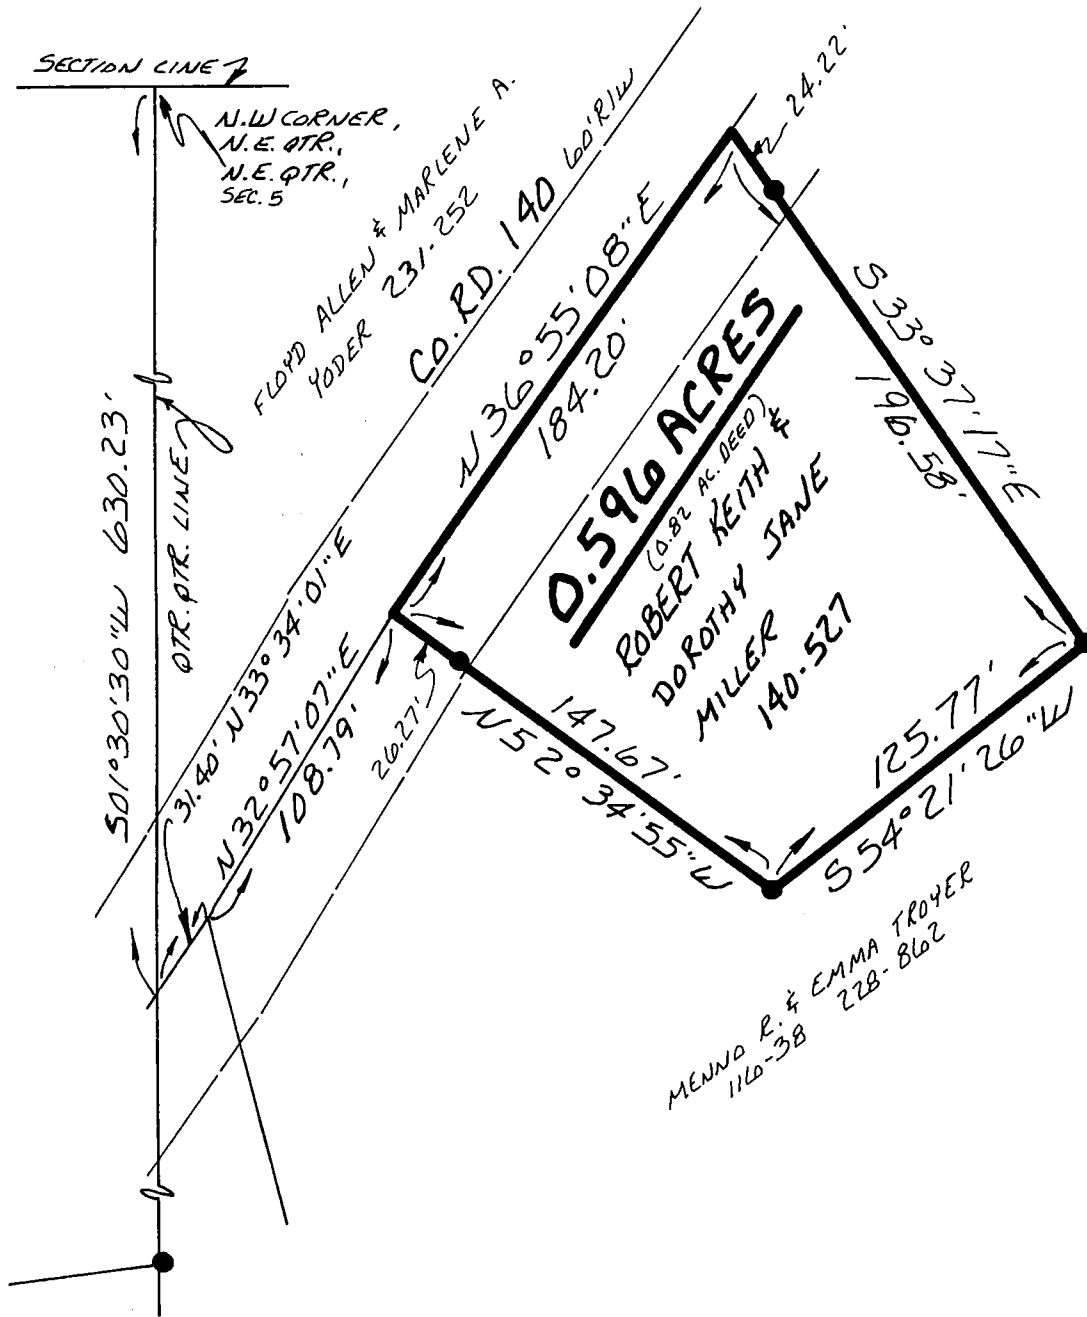 SECTION LINE
N.W CORNER,
N.E. QTR.,
N.E. QTR.,
SEC. 5
FLOYD ALLEN & MARLENE A.
YODER 231-252
CO. RD. 140 60' R/W
24.22'
N 36° 55' 08" E
184.20'
S 33° 37' 17" E
196.58'
0.596 ACRES
(0.82 AC. DEED)
ROBERT KEITH &
DOROTHY JANE
MILLER
140-527
S01°30'30"W 630.23'
QTR. QTR. LINE
31.40' N 33° 34' 01" E
N 32° 57' 07" E
108.79'
26.27'
147.67'
N 52° 34' 55" W
125.77'
S 54° 21' 26" W
MENNO R. & EMMA TROYER
116-38 228-862